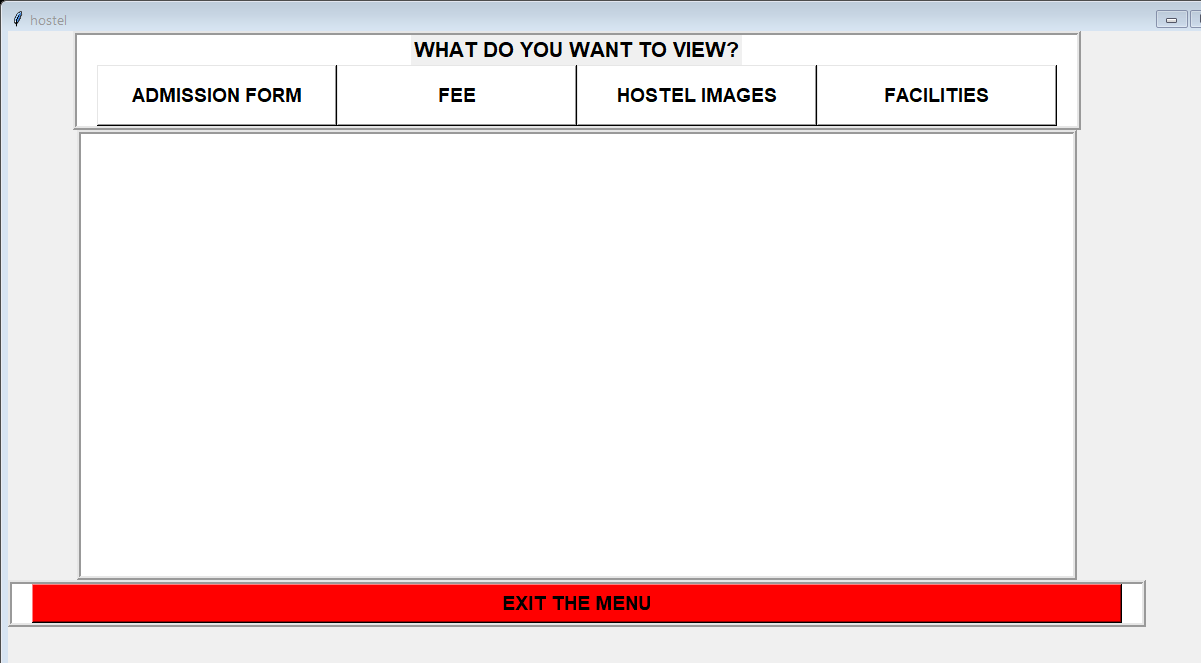 hostel
WHAT DO YOU WANT TO VIEW?
ADMISSION FORM FEE HOSTEL IMAGES FACILITIES
EXIT THE MENU